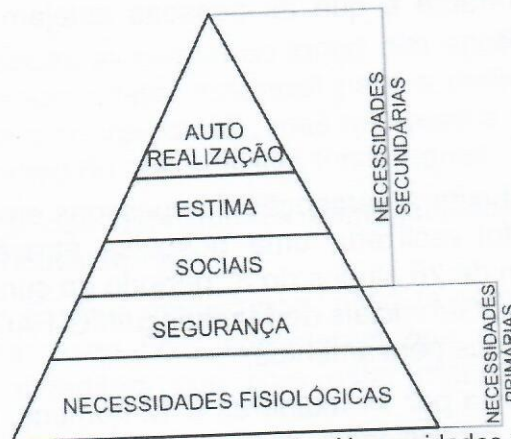 AUTO
REALIZAÇÃO
ESTIMA
SOCIAIS
SEGURANÇA
NECESSIDADES FISIOLÓGICAS
NECESSIDADES
SECUNDÁRIAS
NECESSIDADES
PRIMÁRIAS